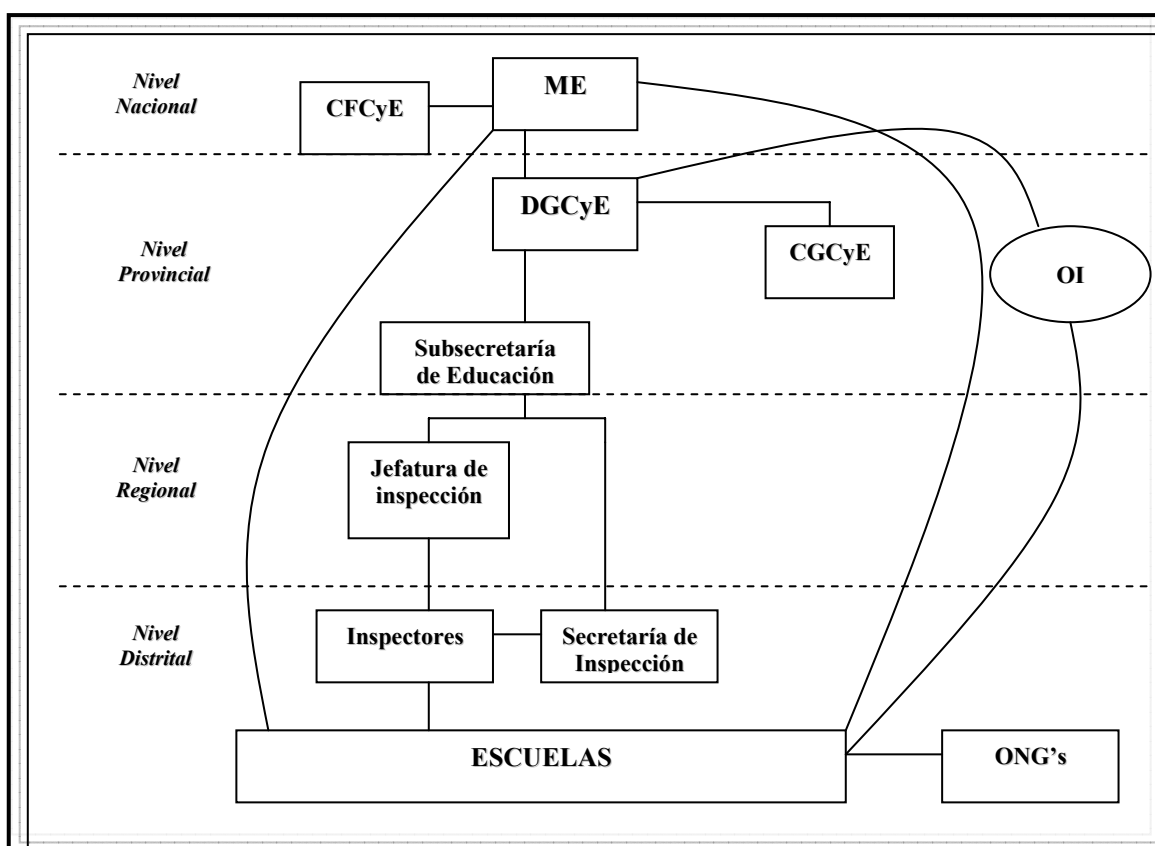 Nivel
Nacional
CFCyE
ME
Nivel
Provincial
DGCyE
CGCyE
OI
Subsecretaría
de Educación
Nivel
Regional
Jefatura de
inspección
Nivel
Distrital
Inspectores
Secretaría de
Inspección
ESCUELAS
ONG’s